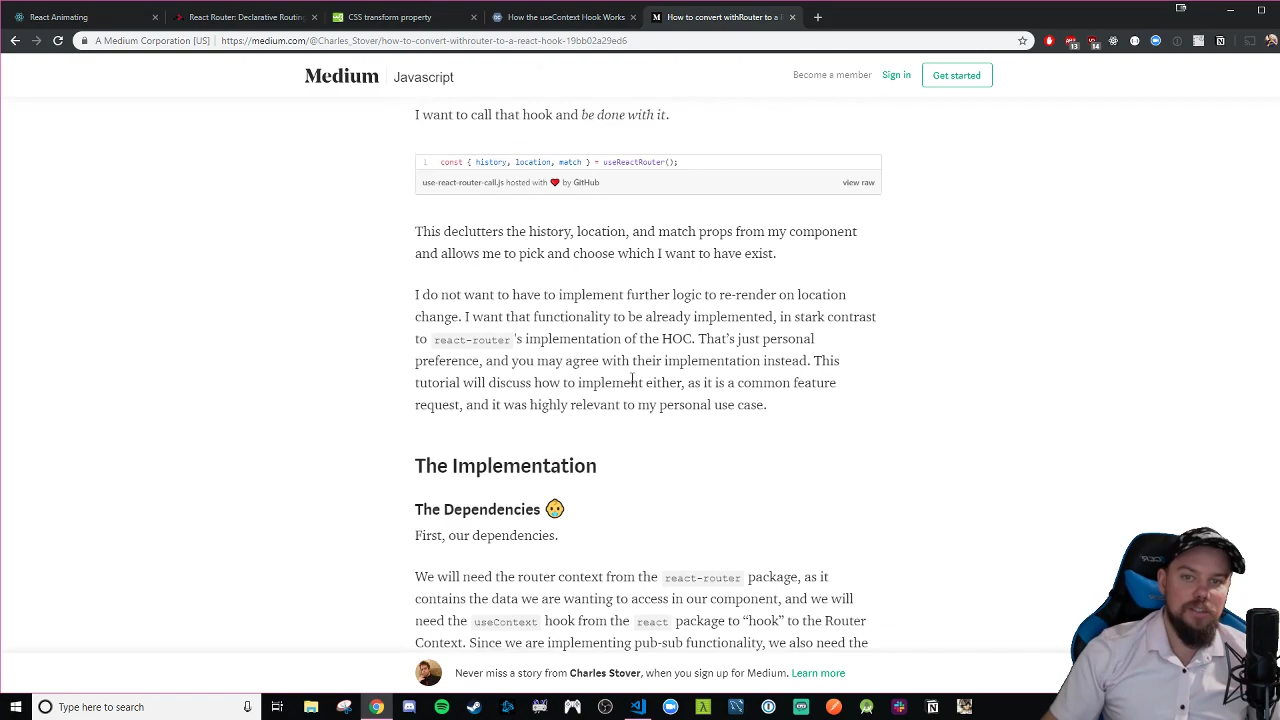 React Animating
React Router: Declarative Routin
CSS transform property
How the useContext Hook Works
How to convert withRouter to a
A Medium Corporation [US]
https://medium.com/@Charles_Stover/how-to-convert-withrouter-to-a-react-hook-19bb02a29ed6
13
14
Medium
Javascript
Become a member
Sign in
Get started
I want to call that hook and be done with it.
1 const { history, location, match } = useReactRouter();
use-react-router-call.js hosted with ❤ by GitHub
view raw
This declutters the history, location, and match props from my component
and allows me to pick and choose which I want to have exist.
I do not want to have to implement further logic to re-render on location
change. I want that functionality to be already implemented, in stark contrast
to react-router's implementation of the HOC. That's just personal
preference, and you may agree with their implementation instead. This
tutorial will discuss how to implement either, as it is a common feature
request, and it was highly relevant to my personal use case.
The Implementation
The Dependencies 👶
First, our dependencies.
We will need the router context from the react-router package, as it
contains the data we are wanting to access in our component, and we will
need the useContext hook from the react package to “hook” to the Router
Context. Since we are implementing pub-sub functionality, we also need the
Never miss a story from Charles Stover, when you sign up for Medium. Learn more
Type here to search